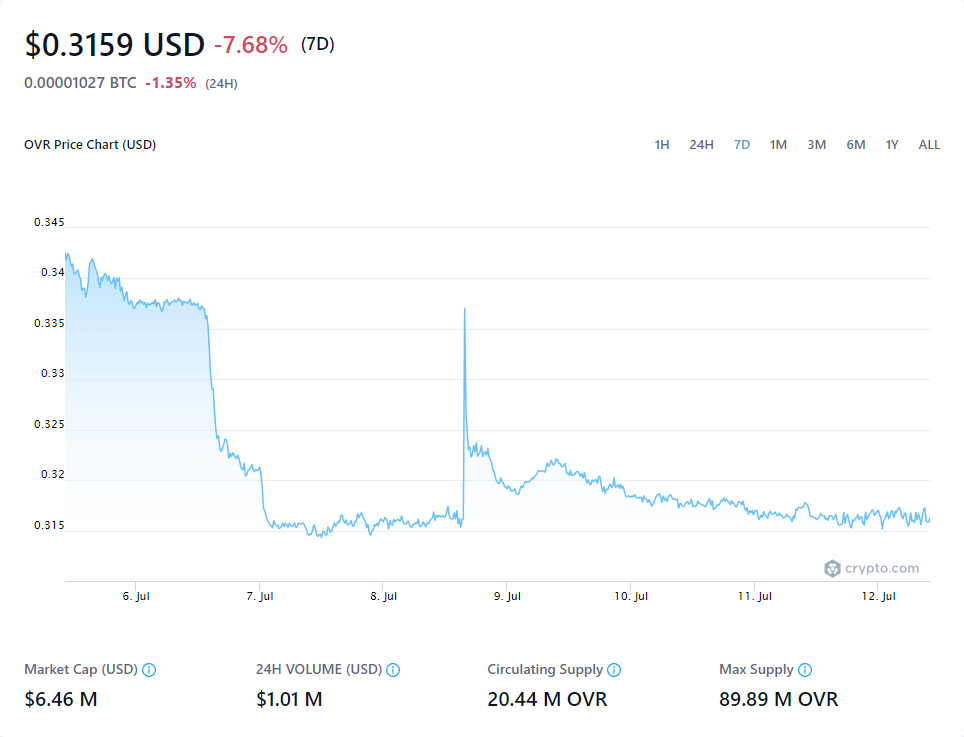 $0.3159 USD -7.68% (7D)
0.00001027 BTC -1.35% (24H)
OVR Price Chart (USD) 1H 24H 7D 1M 3M 6M 1Y ALL
0.345
0.34
0.335
0.33
0.325
0.32
0.315
crypto.com
6. Jul 7. Jul 8. Jul 9. Jul 10. Jul 11. Jul 12. Jul
Market Cap (USD) 24H VOLUME (USD) Circulating Supply Max Supply
$6.46 M $1.01 M 20.44 M OVR 89.89 M OVR